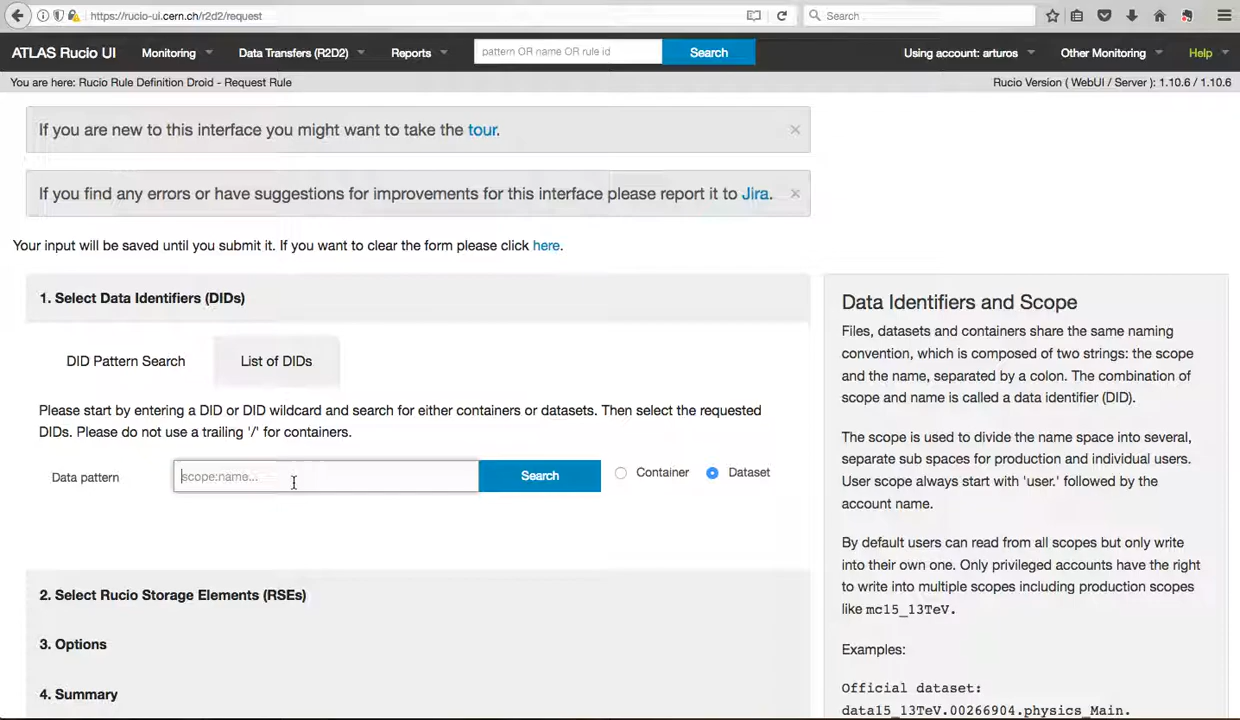 https://rucio-ui.cern.ch/r2d2/request
Search
ATLAS Rucio UI
Monitoring
Data Transfers (R2D2)
Reports
pattern OR name OR rule id
Search
Using account: arturos
Other Monitoring
Help
You are here: Rucio Rule Definition Droid - Request Rule
Rucio Version ( WebUI / Server ): 1.10.6 / 1.10.6
If you are new to this interface you might want to take the tour.
If you find any errors or have suggestions for improvements for this interface please report it to Jira.
Your input will be saved until you submit it. If you want to clear the form please click here.
1. Select Data Identifiers (DIDs)
DID Pattern Search
List of DIDs
Please start by entering a DID or DID wildcard and search for either containers or datasets. Then select the requested
DIDs. Please do not use a trailing '/' for containers.
Data pattern
scope:name...
Search
Container
Dataset
2. Select Rucio Storage Elements (RSEs)
3. Options
4. Summary
Data Identifiers and Scope
Files, datasets and containers share the same naming
convention, which is composed of two strings: the scope
and the name, separated by a colon. The combination of
scope and name is called a data identifier (DID).
The scope is used to divide the name space into several,
separate sub spaces for production and individual users.
User scope always start with 'user.' followed by the
account name.
By default users can read from all scopes but only write
into their own one. Only privileged accounts have the right
to write into multiple scopes including production scopes
like mc15_13TeV.
Examples:
Official dataset:
data15_13TeV.00266904.physics_Main.